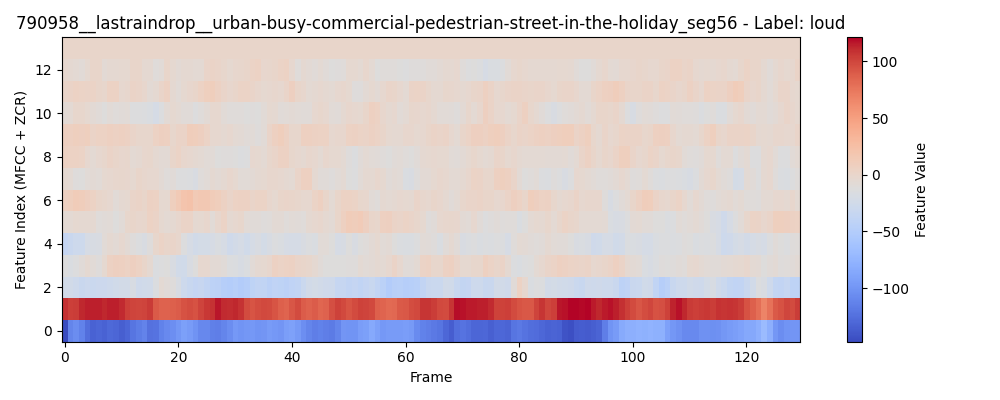 790958__lastraindrop__urban-busy-commercial-pedestrian-street-in-the-holiday_seg56 - Label: loud
Feature Index (MFCC + ZCR)
12
10
8
6
4
2
0
0 20 40 60 80 100 120
Frame
100
50
0
−50
−100
Feature Value